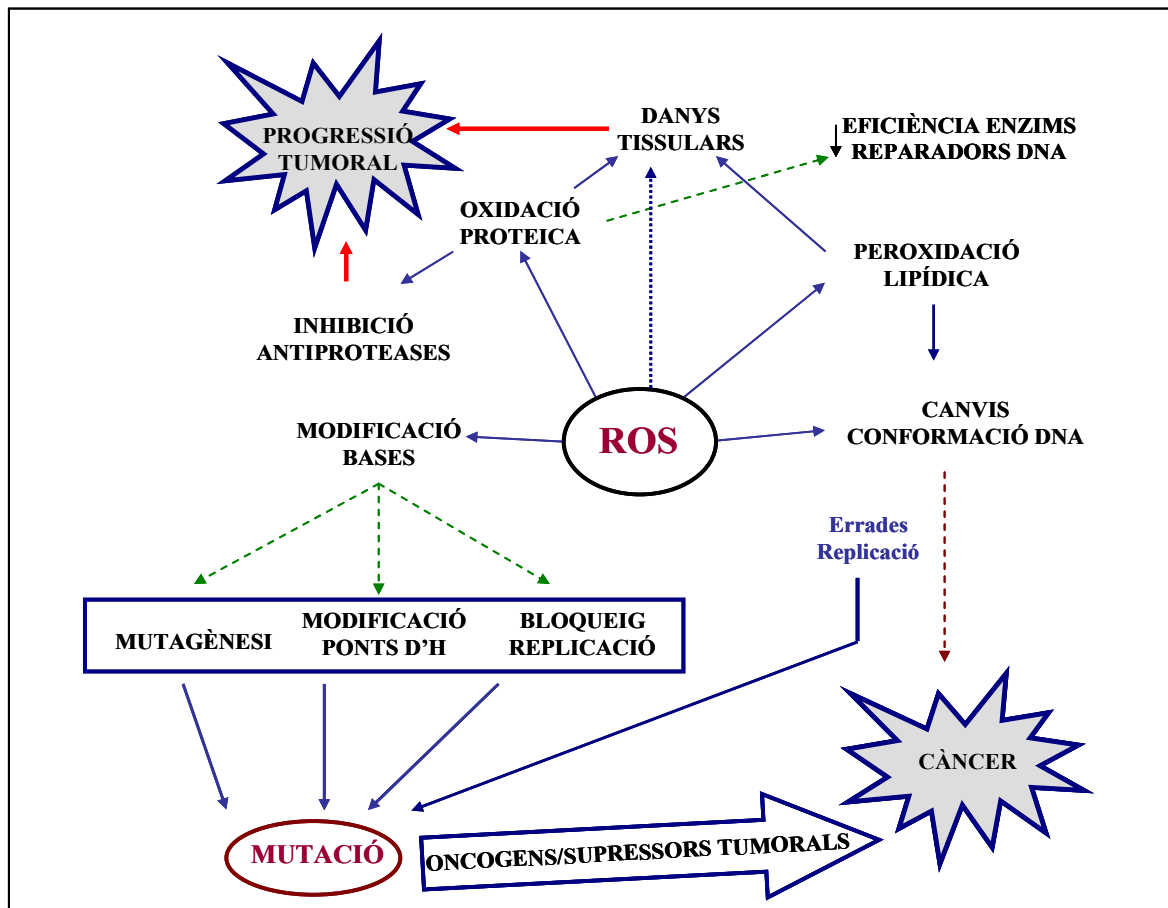 PROGRESSIÓ
TUMORAL
DANYS
TISSULARS
EFICIÈNCIA ENZIMS
REPARADORS DNA
OXIDACIÓ
PROTEICA
PEROXIDACIÓ
LIPÍDICA
INHIBICIÓ
ANTIPROTEASES
ROS
CANVIS
CONFORMACIÓ DNA
MODIFICACIÓ
BASES
Errades
Replicació
MUTAGÈNESI
MODIFICACIÓ
PONTS D’H
BLOQUEIG
REPLICACIÓ
CÀNCER
MUTACIÓ
ONCOGENS/SUPRESSORS TUMORALS